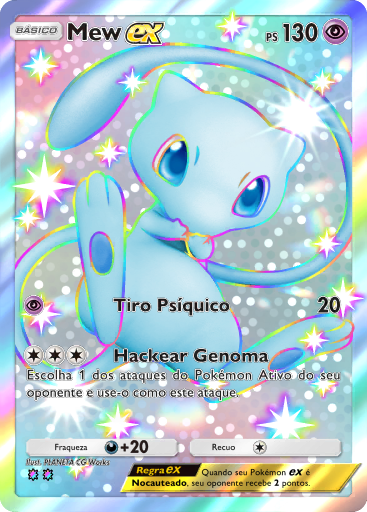 BÁSICO Mew ex PS 130
Tiro Psíquico 20
Hackear Genoma
Escolha 1 dos ataques do Pokémon Ativo do seu
oponente e use-o como este ataque.
Fraqueza +20 Recuo
Ilust. PLANETA CG Works
Regra ex Quando seu Pokémon ex é
Nocauteado, seu oponente recebe 2 pontos.